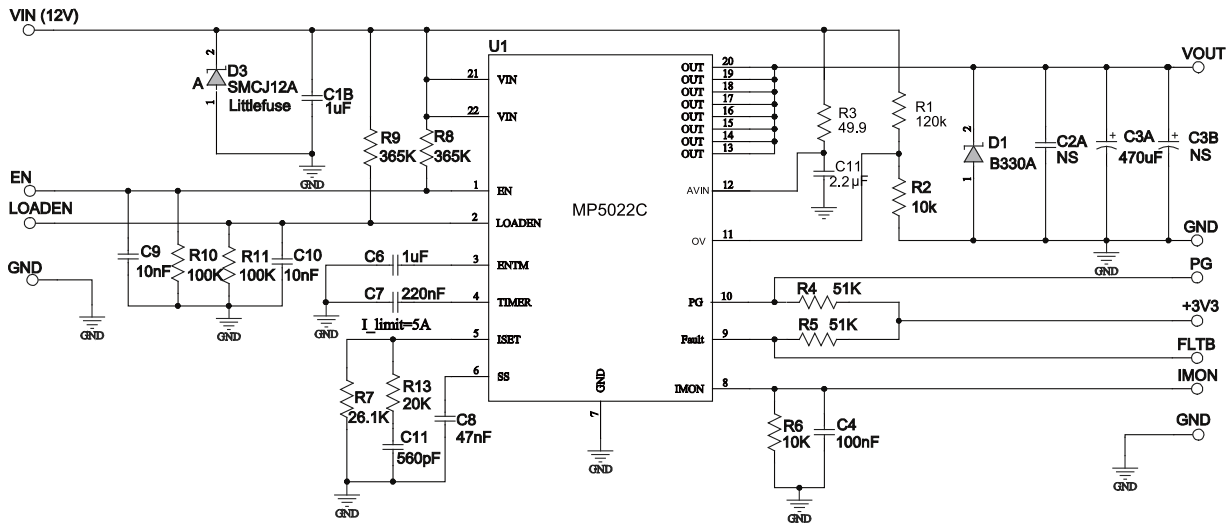 VIN (12V)
U1
VOUT
2
D3
A
SMCJ12A
1
Littlefuse
C1B
1uF
GND
R9
365K
R8
365K
21
VIN
22
VIN
1
EN
2
LOADEN
3
ENTM
4
TIMER
5
ISET
6
SS
MP5022C
GND
7
GND
OUT
20
OUT
19
OUT
18
OUT
17
OUT
16
OUT
15
OUT
14
OUT
13
AVIN
12
OV
11
PG
10
Fault
9
IMON
8
R3
49.9
C11
2.2µF
GND
R1
120k
R2
10k
2
D1
B330A
1
C2A
NS
+
C3A
470uF
+
C3B
NS
GND
GND
EN
LOADEN
GND
GND
C9
10nF
R10
100K
R11
100K
C10
10nF
GND
C6
1uF
C7
220nF
GND
I_limit=5A
R7
26.1K
R13
20K
C11
560pF
C8
47nF
GND
PG
R4
51K
+3V3
R5
51K
FLTB
IMON
R6
10K
C4
100nF
GND
GND
GND